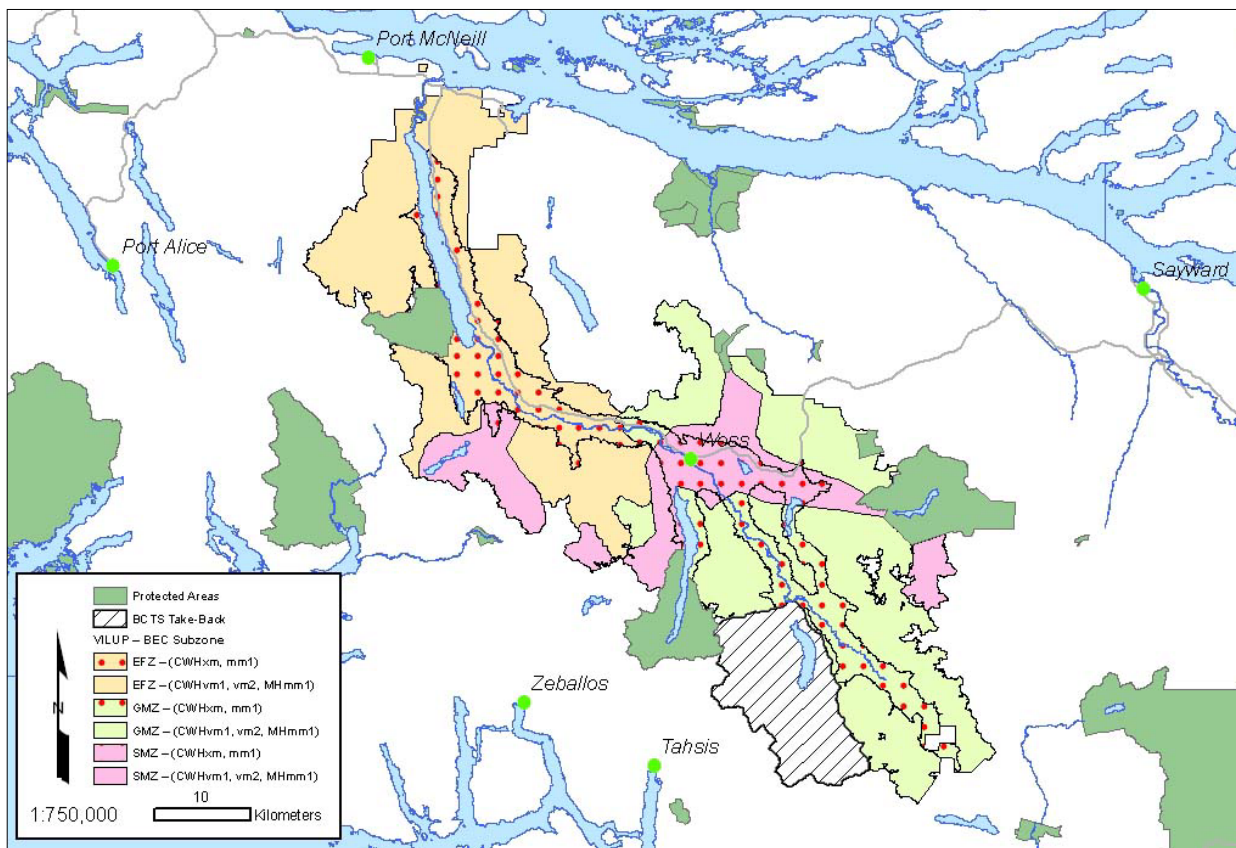 Port McNeill
Port Alice
Sayward
Woss
Zeballos
Tahsis
Protected Areas
BCTS Take-Back
VILUP – BEC Subzone
EFZ – (CWHxm, mm1)
EFZ – (CWHvm1, vm2, MHmm1)
GMZ – (CWHxm, mm1)
GMZ – (CWHvm1, vm2, MHmm1)
SMZ – (CWHxm, mm1)
SMZ – (CWHvm1, vm2, MHmm1)
N
10
1:750,000
Kilometers